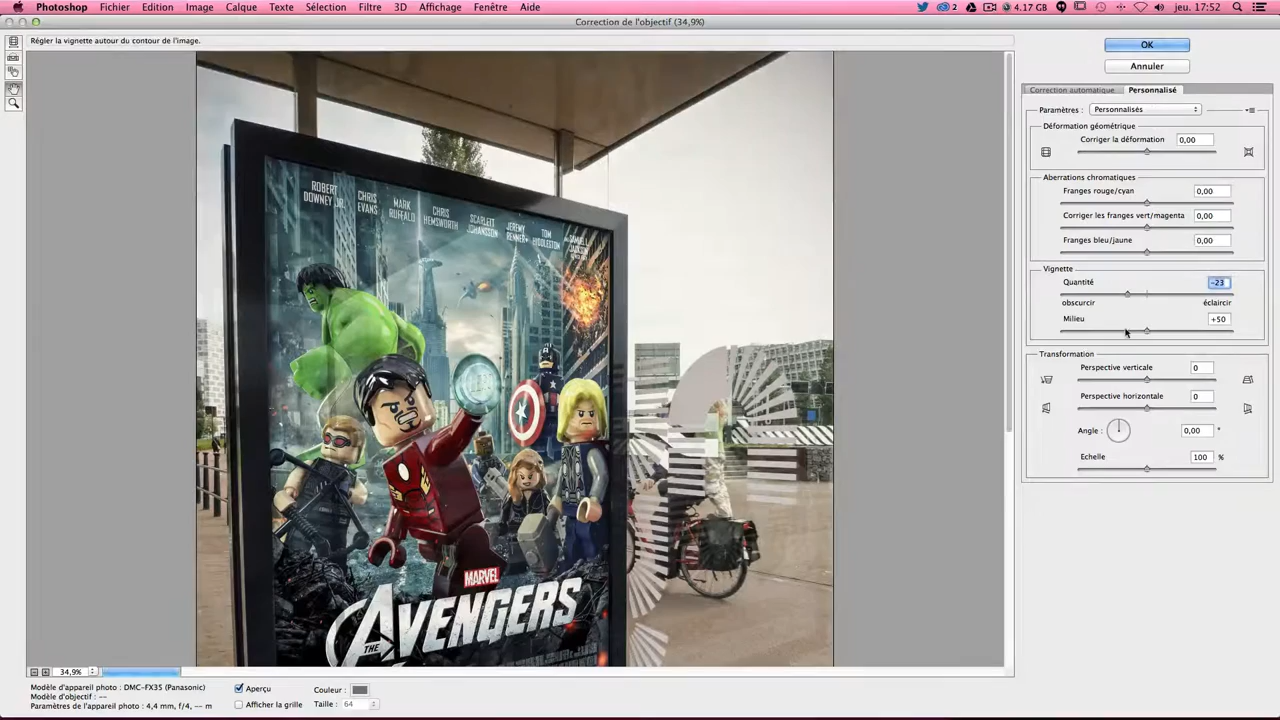 Photoshop Fichier Edition Image Calque Texte Sélection Filtre 3D Affichage Fenêtre Aide 2 4.17 GB jeu. 17:52
Correction de l'objectif (34,9%)
Régler la vignette autour du contour de l'image.
OK
Annuler
Correction automatique Personnalisé
Paramètres : Personnalisés
Déformation géométrique
Corriger la déformation 0,00
Aberrations chromatiques
Franges rouge/cyan 0,00
Corriger les franges vert/magenta 0,00
Franges bleu/jaune 0,00
Vignette
Quantité -23
obscurcir éclaircir
Milieu +50
Transformation
Perspective verticale 0
Perspective horizontale 0
Angle : 0,00 °
Echelle 100 %
ROBERT DOWNEY JR.
CHRIS EVANS
MARK RUFFALO
CHRIS HEMSWORTH
SCARLETT JOHANSSON
JEREMY RENNER
TOM HIDDLESTON
SAMUEL L. JACKSON
MARVEL
THE AVENGERS
34,9%
Modèle d'appareil photo : DMC-FX35 (Panasonic)
Modèle d'objectif : --
Paramètres de l'appareil photo : 4,4 mm, f/4, -- m
Aperçu
Afficher la grille
Couleur :
Taille : 64